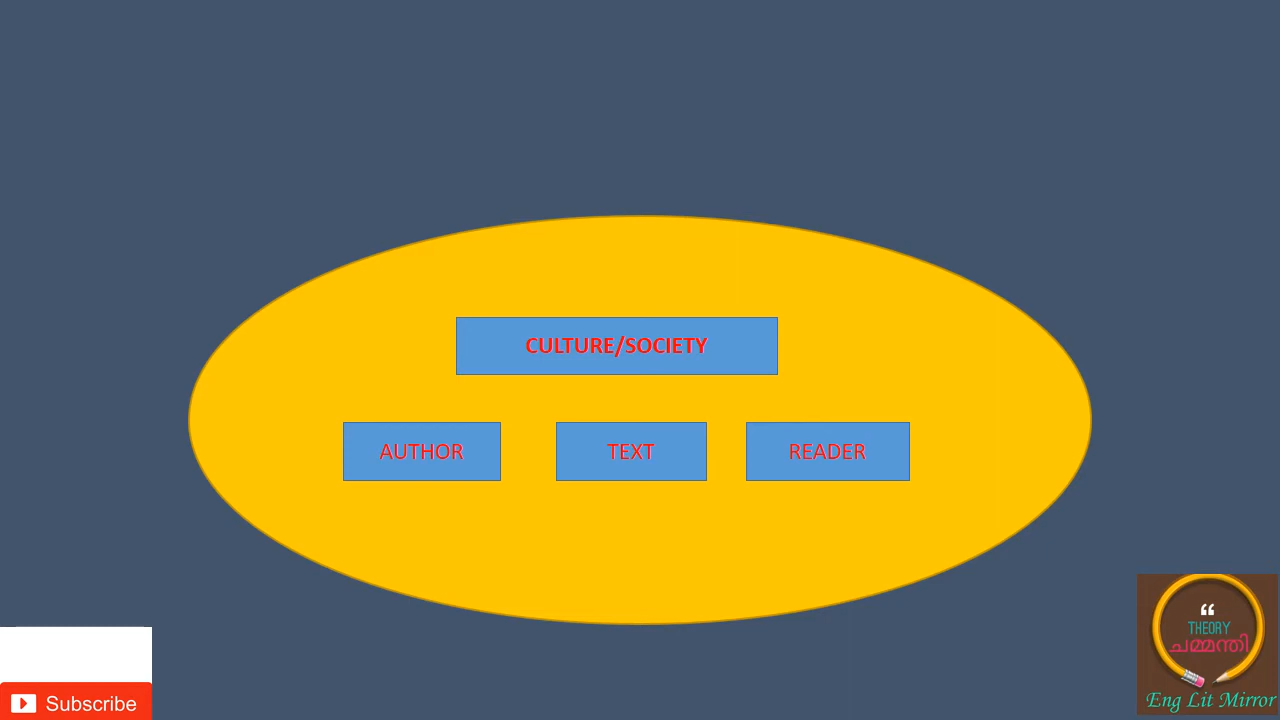 CULTURE/SOCIETY
AUTHOR TEXT READER
“
THEORY
ചമ്മന്തി
Eng Lit Mirror
Subscribe